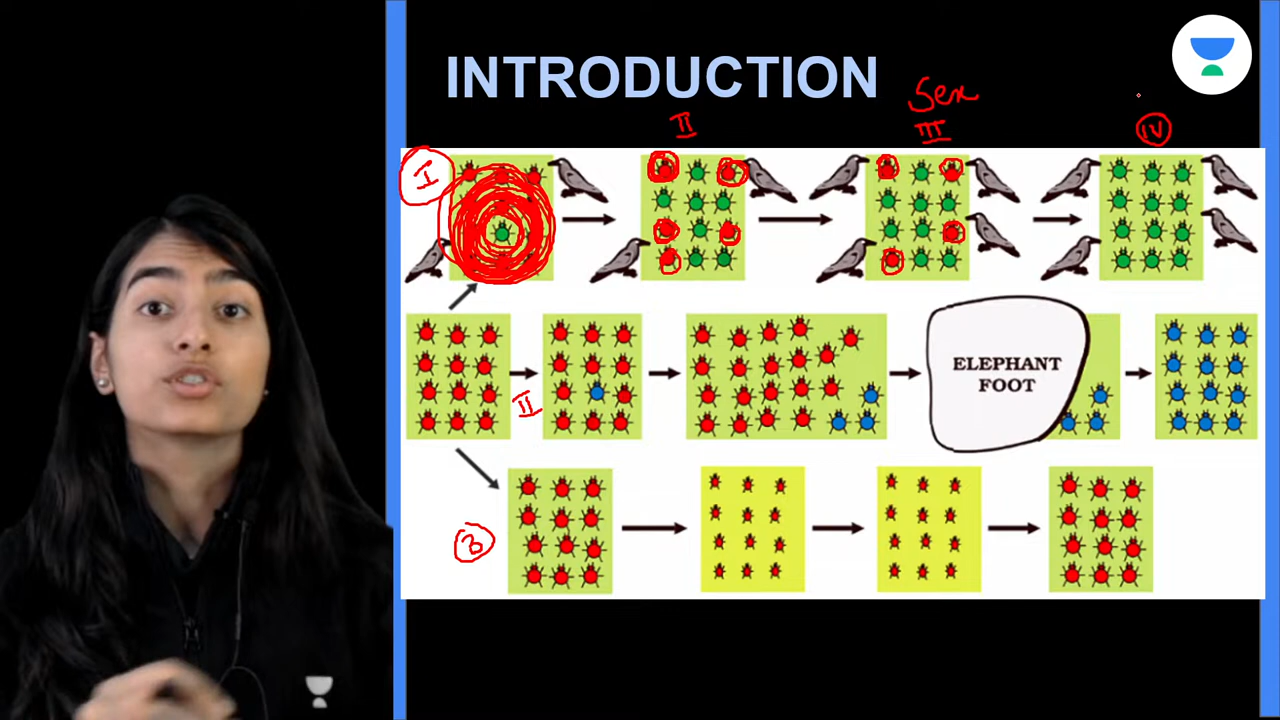 INTRODUCTION
Sex
I
II
III
IV
II
ELEPHANT
FOOT
3